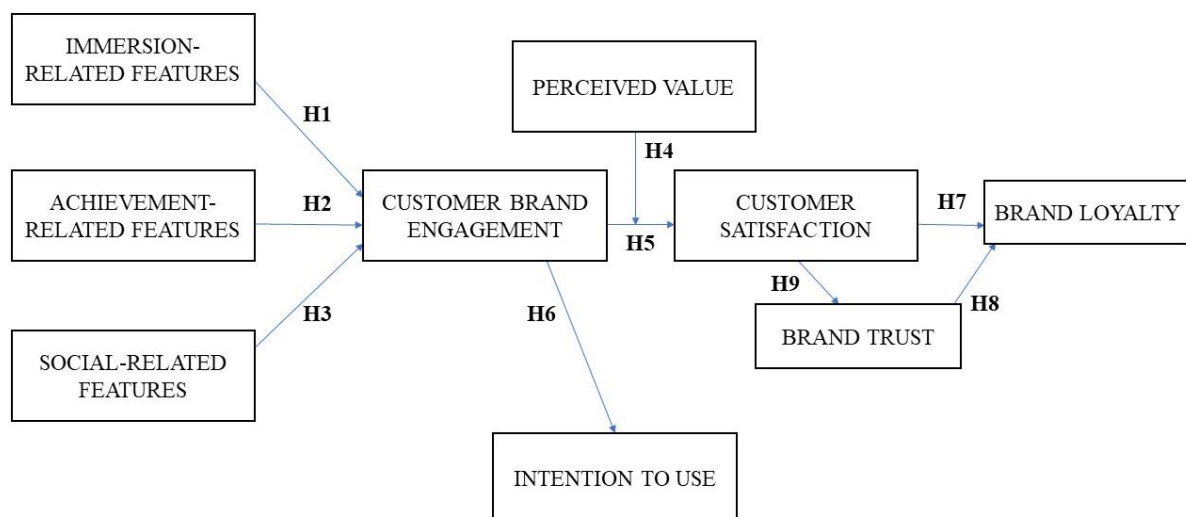 IMMERSION-
RELATED FEATURES
H1
ACHIEVEMENT-
RELATED FEATURES
H2
SOCIAL-RELATED
FEATURES
H3
CUSTOMER BRAND
ENGAGEMENT
PERCEIVED VALUE
H4
H5
H6
CUSTOMER
SATISFACTION
H7
BRAND LOYALTY
H9
H8
BRAND TRUST
INTENTION TO USE